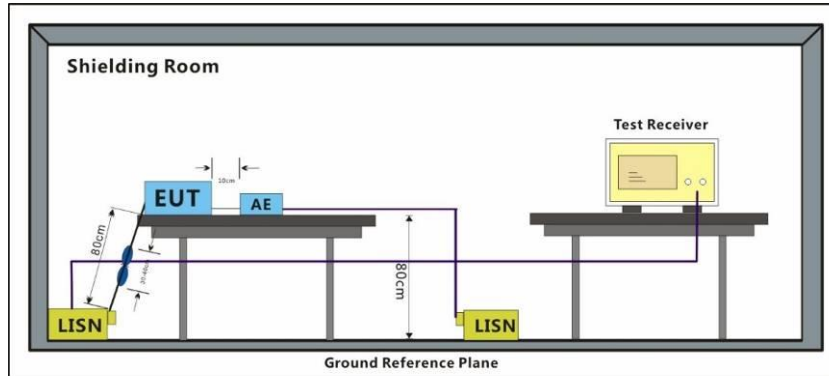 Shielding Room
Test Receiver
10cm
EUT
AE
80cm
80cm
LISN
LISN
Ground Reference Plane